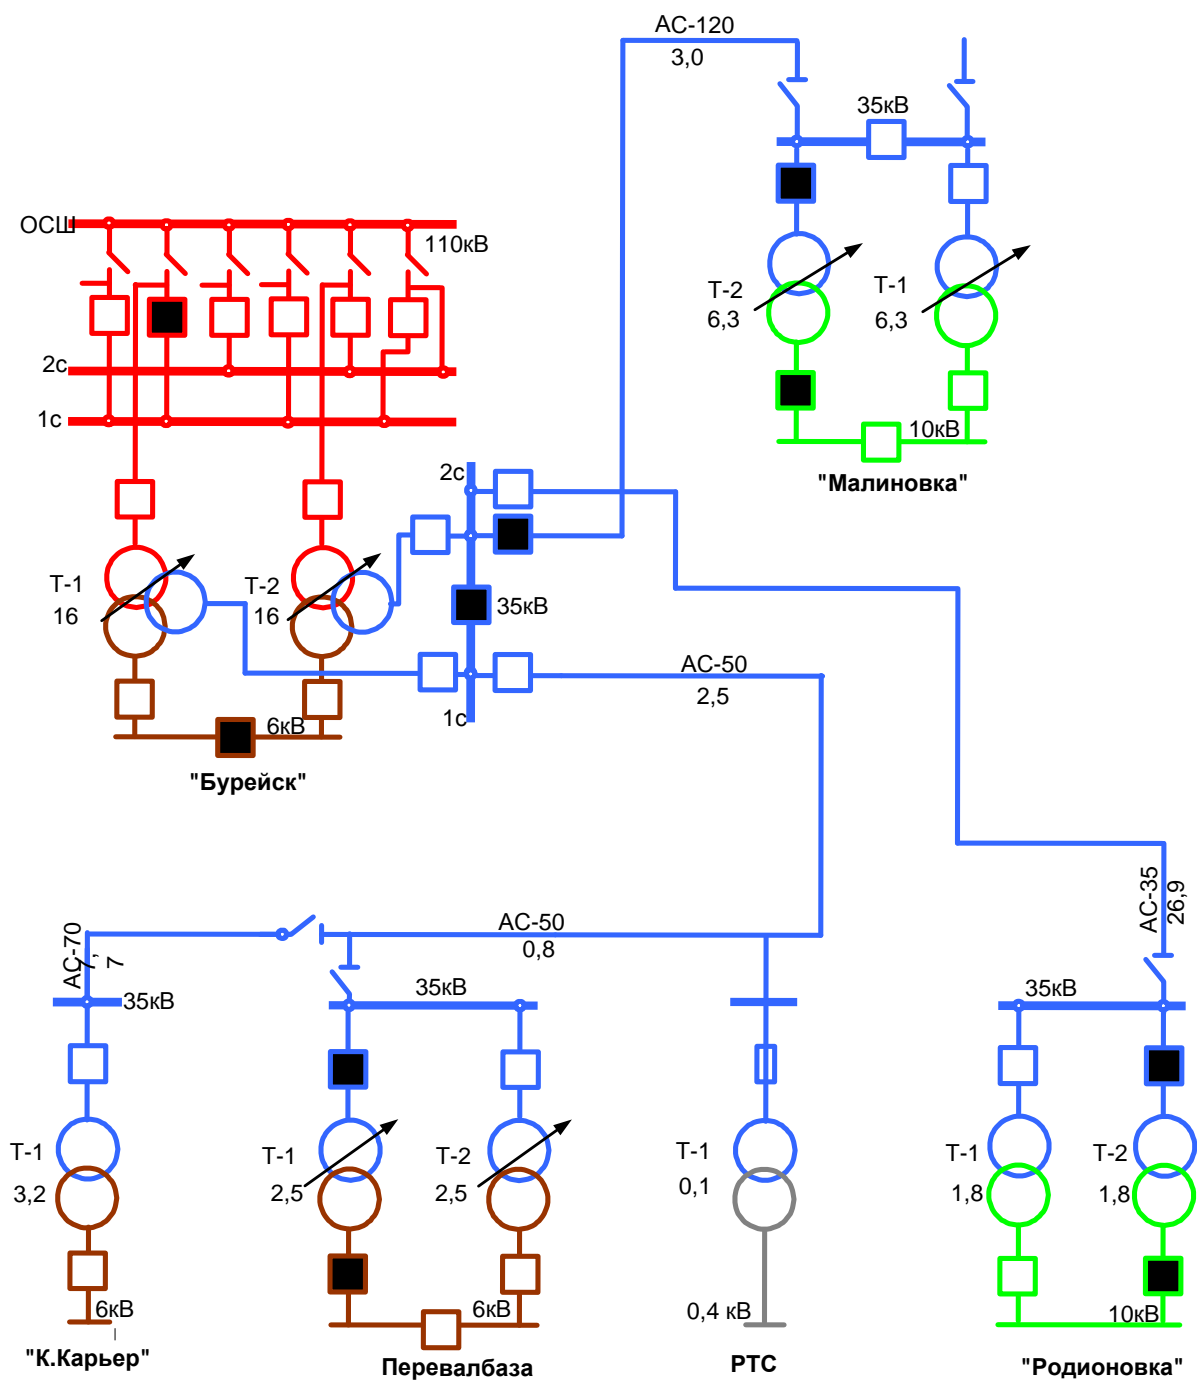 АС-120
3,0
35кВ
ОСШ
110кВ
Т-2
6,3
Т-1
6,3
2с
1с
10кВ
"Малиновка"
2с
Т-1
16
Т-2
16
35кВ
АС-50
2,5
1с
6кВ
"Бурейск"
АС-35
26,9
АС-70
7,
7
АС-50
0,8
35кВ
35кВ
35кВ
Т-1
3,2
Т-1
2,5
Т-2
2,5
Т-1
0,1
Т-1
1,8
Т-2
1,8
6кВ
6кВ
0,4 кВ
10кВ
"К.Карьер"
Перевалбаза
РТС
"Родионовка"